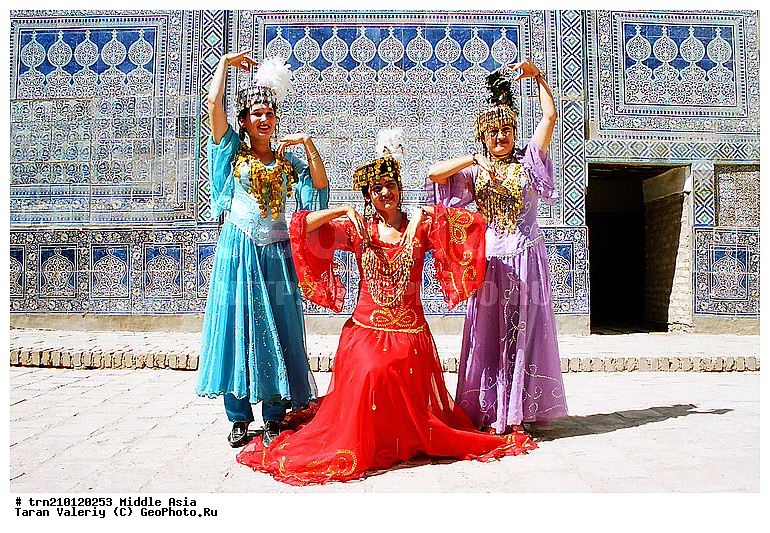 # trn210120253 Middle Asia
Taran Valeriy (C) GeoPhoto.Ru